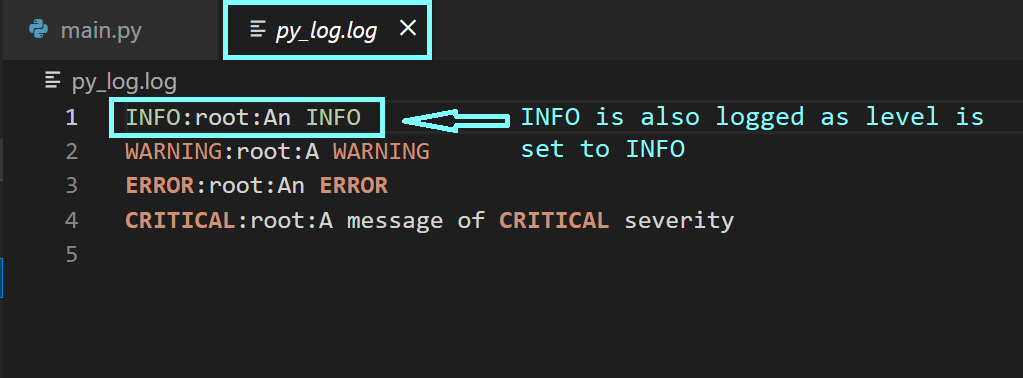 main.py
py_log.log
py_log.log
1 INFO:root:An INFO
INFO is also logged as level is
set to INFO
2 WARNING:root:A WARNING
3 ERROR:root:An ERROR
4 CRITICAL:root:A message of CRITICAL severity
5